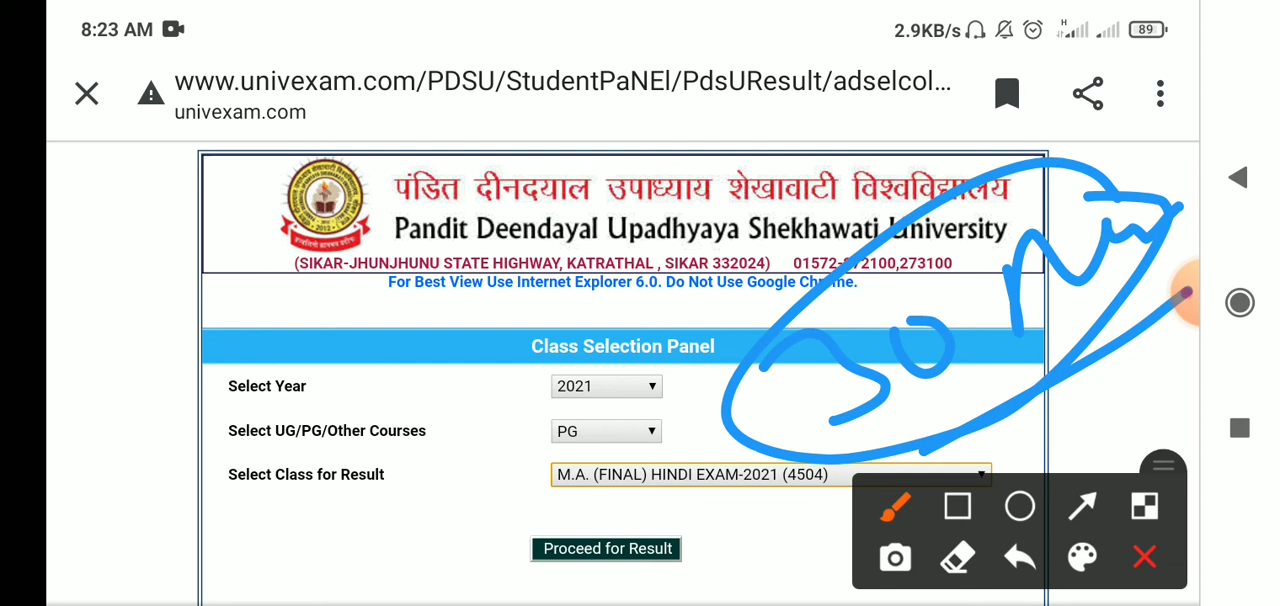 8:23 AM 2.9KB/s H 89
www.univexam.com/PDSU/StudentPaNEl/PdsUResult/adselcol...
univexam.com
पंडित दीनदयाल उपाध्याय शेखावाटी विश्वविद्यालय
Pandit Deendayal Upadhyaya Shekhawati University
(SIKAR-JHUNJHUNU STATE HIGHWAY, KATRATHAL , SIKAR 332024) 01572-272100,273100
For Best View Use Internet Explorer 6.0. Do Not Use Google Chrome.
Class Selection Panel
Select Year 2021
Select UG/PG/Other Courses PG
Select Class for Result M.A. (FINAL) HINDI EXAM-2021 (4504)
Proceed for Result